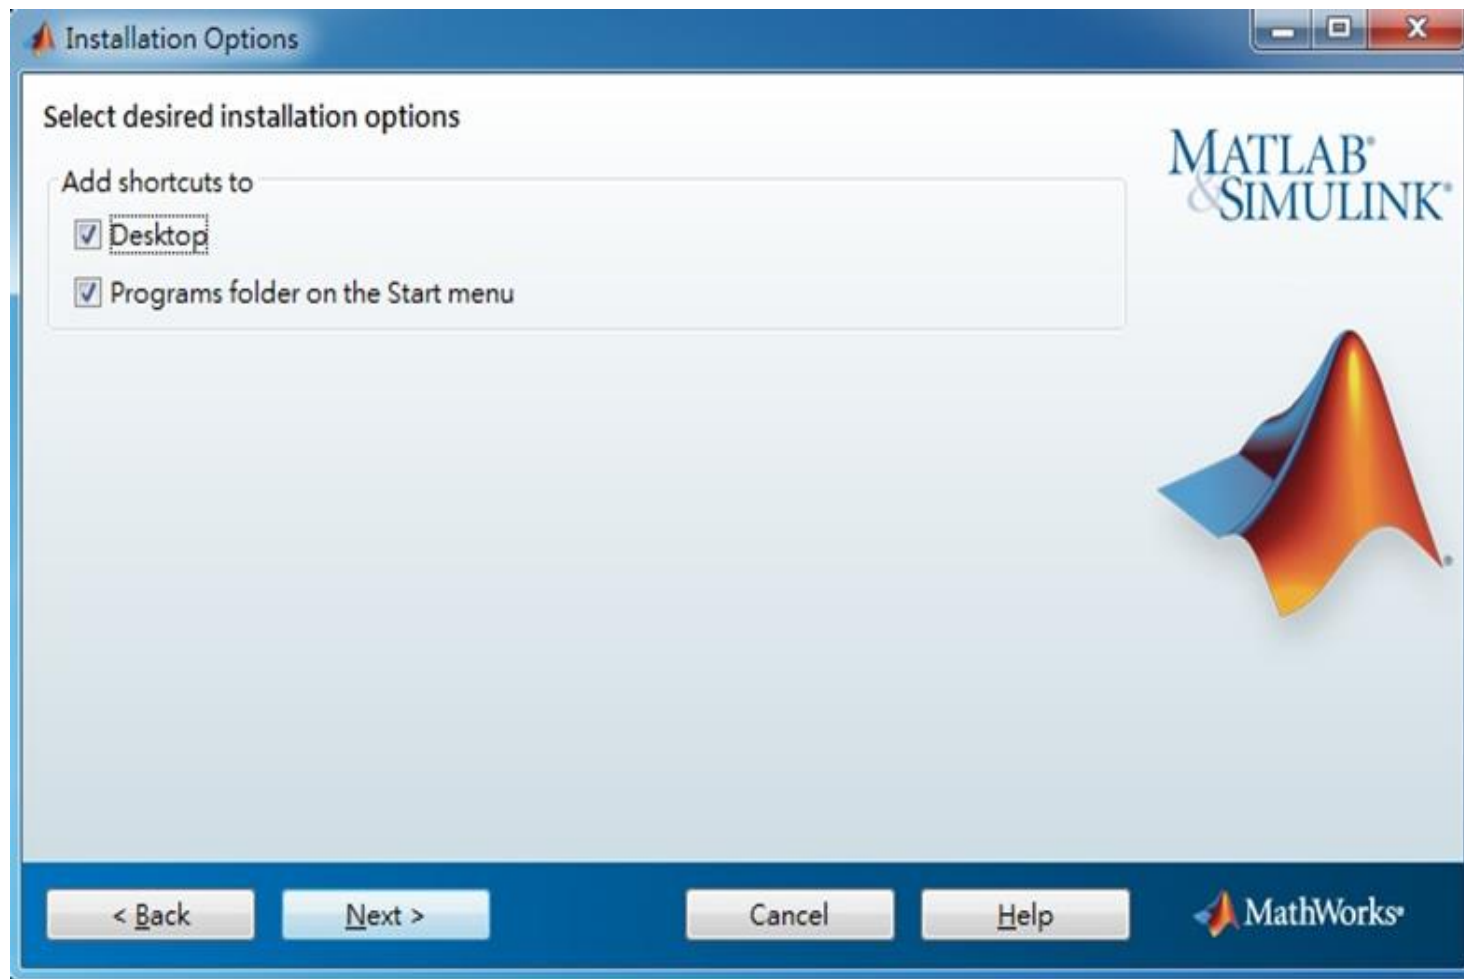 Installation Options
X
Select desired installation options
MATLAB®
&SIMULINK®
Add shortcuts to
Desktop
Programs folder on the Start menu
< Back
Next >
Cancel
Help
MathWorks®